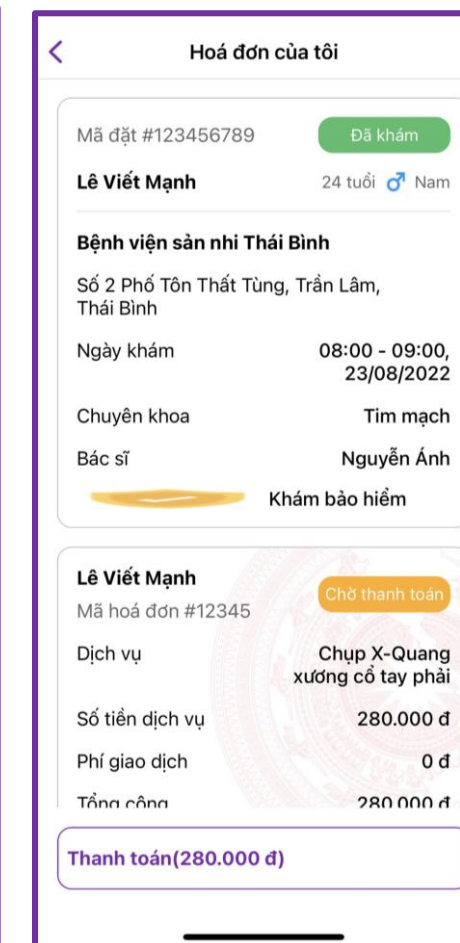 Hoá đơn của tôi
Mã đặt #123456789
Đã khám
Lê Viết Mạnh
24 tuổi Nam
Bệnh viện sản nhi Thái Bình
Số 2 Phố Tôn Thất Tùng, Trần Lâm,
Thái Bình
Ngày khám
08:00 - 09:00,
23/08/2022
Chuyên khoa
Tim mạch
Bác sĩ
Nguyễn Ánh
Khám bảo hiểm
Lê Viết Mạnh
Chờ thanh toán
Mã hoá đơn #12345
Dịch vụ
Chụp X-Quang
xương cổ tay phải
Số tiền dịch vụ
280.000 đ
Phí giao dịch
0 đ
Tổng cộng
280.000 đ
Thanh toán(280.000 đ)